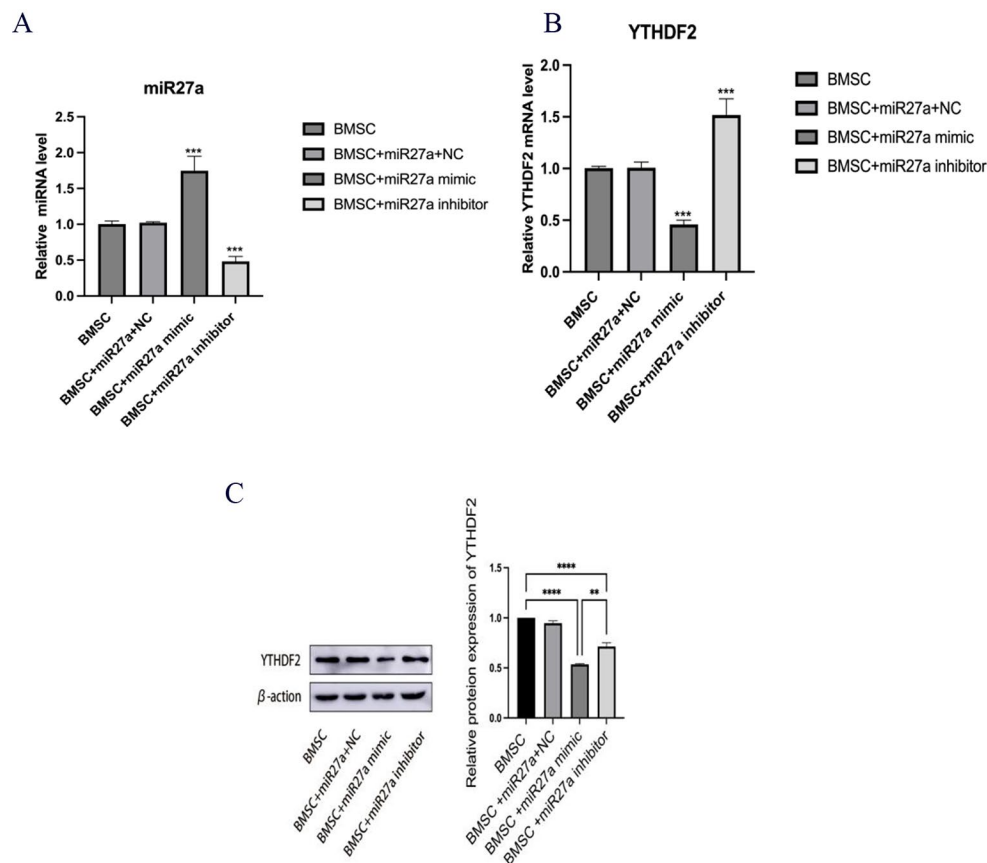 A
miR27a
Relative miRNA level
2.5
2.0
1.5
1.0
0.5
0.0
***
***
BMSC
BMSC+miR27a+NC
BMSC+miR27a mimic
BMSC+miR27a inhibitor
BMSC
BMSC+miR27a+NC
BMSC+miR27a mimic
BMSC+miR27a inhibitor
B
YTHDF2
Relative YTHDF2 mRNA level
2.0
1.5
1.0
0.5
0.0
***
***
BMSC
BMSC+miR27a+NC
BMSC+miR27a mimic
BMSC+miR27a inhibitor
BMSC
BMSC+miR27a+NC
BMSC+miR27a mimic
BMSC+miR27a inhibitor
C
YTHDF2
β-action
BMSC
BMSC+miR27a+NC
BMSC+miR27a mimic
BMSC+miR27a inhibitor
Relative proteion expression of YTHDF2
1.5
1.0
0.5
0.0
****
****
**
BMSC
BMSC +miR27a+NC
BMSC +miR27a mimic
BMSC +miR27a inhibitor